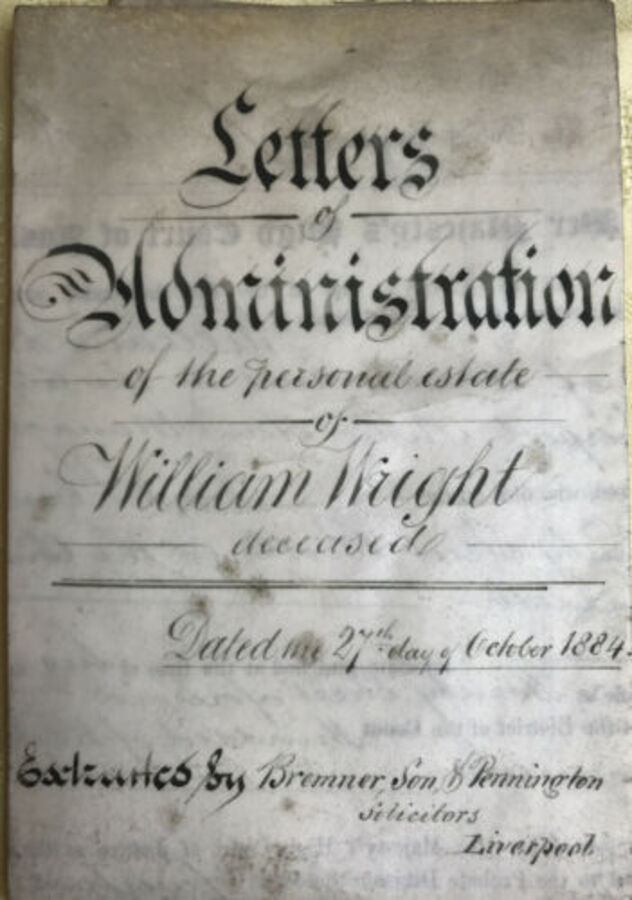 Letters
of
Administration
of the personal estate
of
William Wright
deceased
Dated the 27th day of October 1884.
Extracted by Bremner, Son, & Pennington
Solicitors
Liverpool